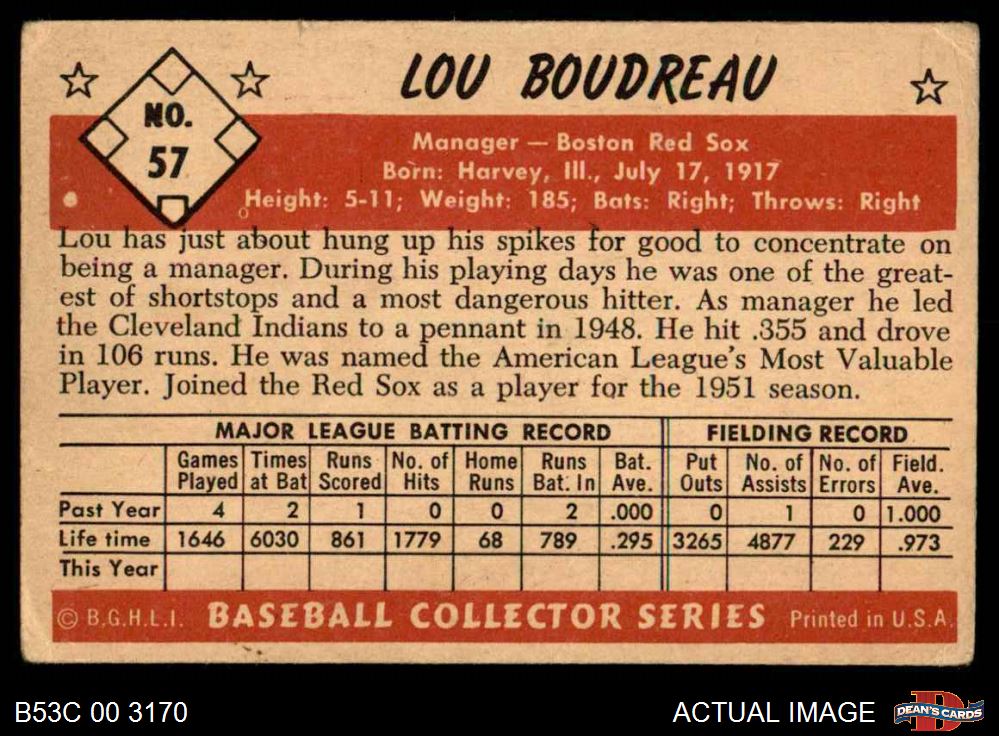 LOU BOUDREAU
NO.
57
Manager — Boston Red Sox
Born: Harvey, Ill., July 17, 1917
Height: 5-11; Weight: 185; Bats: Right; Throws: Right
Lou has just about hung up his spikes for good to concentrate on
being a manager. During his playing days he was one of the great-
est of shortstops and a most dangerous hitter. As manager he led
the Cleveland Indians to a pennant in 1948. He hit .355 and drove
in 106 runs. He was named the American League's Most Valuable
Player. Joined the Red Sox as a player for the 1951 season.
MAJOR LEAGUE BATTING RECORD FIELDING RECORD
Games Times Runs No. of Home Runs Bat. Put No. of No. of Field.
Played at Bat Scored Hits Runs Bat. In Ave. Outs Assists Errors Ave.
Past Year 4 2 1 0 0 2 .000 0 1 0 1.000
Life time 1646 6030 861 1779 68 789 .295 3265 4877 229 .973
This Year
© B.G.H.L.I. BASEBALL COLLECTOR SERIES Printed in U.S.A.
B53C 00 3170 ACTUAL IMAGE DEAN'S CARDS